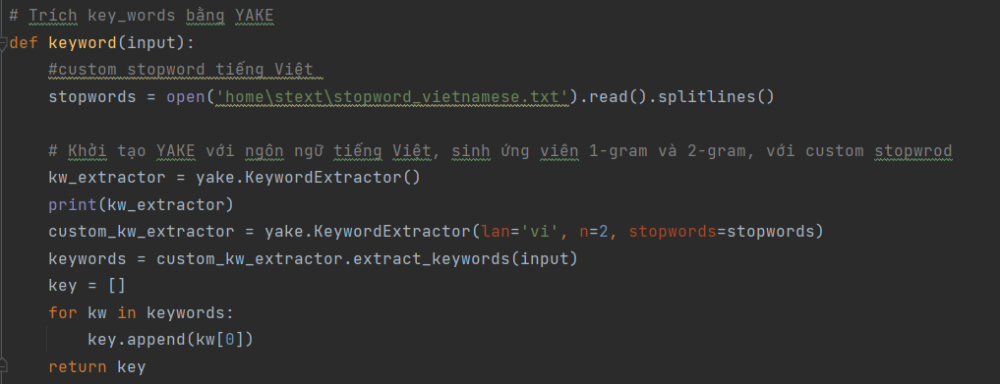 # Trích key_words bằng YAKE
def keyword(input):
#custom stopword tiếng Việt
stopwords = open('home\stext\stopword_vietnamese.txt').read().splitlines()
# Khởi tạo YAKE với ngôn ngữ tiếng Việt, sinh ứng viên 1-gram và 2-gram, với custom stopwrod
kw_extractor = yake.KeywordExtractor()
print(kw_extractor)
custom_kw_extractor = yake.KeywordExtractor(lan='vi', n=2, stopwords=stopwords)
keywords = custom_kw_extractor.extract_keywords(input)
key = []
for kw in keywords:
key.append(kw[0])
return key